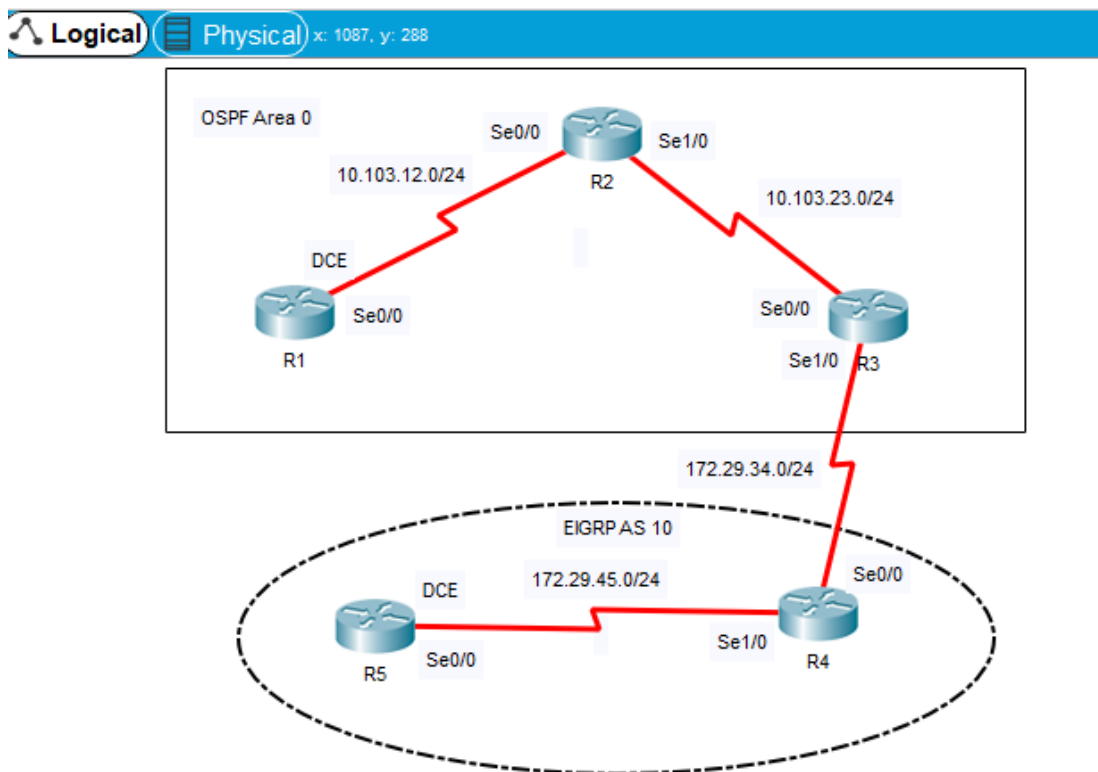 Logical Physical x: 1087, y: 288
OSPF Area 0
Se0/0
Se1/0
R2
10.103.12.0/24
10.103.23.0/24
DCE
Se0/0
R1
Se0/0
Se1/0
R3
172.29.34.0/24
EIGRP AS 10
172.29.45.0/24
DCE
Se0/0
Se0/0
R5
Se1/0
R4